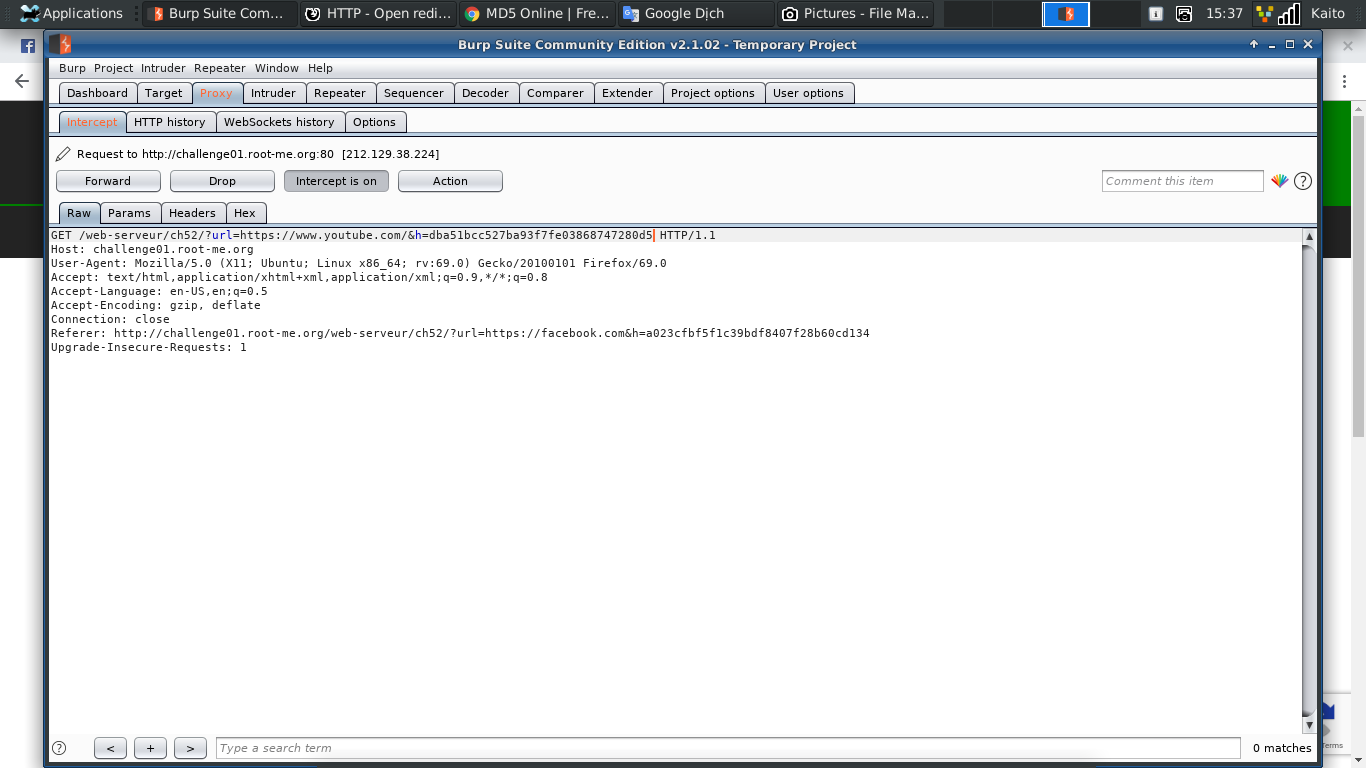 Applications Burp Suite Com... HTTP - Open redi... MD5 Online | Fre... Google Dịch Pictures - File Ma... 15:37 Kaito
Burp Suite Community Edition v2.1.02 - Temporary Project
Burp Project Intruder Repeater Window Help
Dashboard Target Proxy Intruder Repeater Sequencer Decoder Comparer Extender Project options User options
Intercept HTTP history WebSockets history Options
Request to http://challenge01.root-me.org:80 [212.129.38.224]
Forward Drop Intercept is on Action Comment this item ?
Raw Params Headers Hex
GET /web-serveur/ch52/?url=https://www.youtube.com/&h=dba51bcc527ba93f7fe03868747280d5 HTTP/1.1
Host: challenge01.root-me.org
User-Agent: Mozilla/5.0 (X11; Ubuntu; Linux x86_64; rv:69.0) Gecko/20100101 Firefox/69.0
Accept: text/html,application/xhtml+xml,application/xml;q=0.9,*/*;q=0.8
Accept-Language: en-US,en;q=0.5
Accept-Encoding: gzip, deflate
Connection: close
Referer: http://challenge01.root-me.org/web-serveur/ch52/?url=https://facebook.com&h=a023cfbf5f1c39bdf8407f28b60cd134
Upgrade-Insecure-Requests: 1
Terms
? < + > Type a search term 0 matches